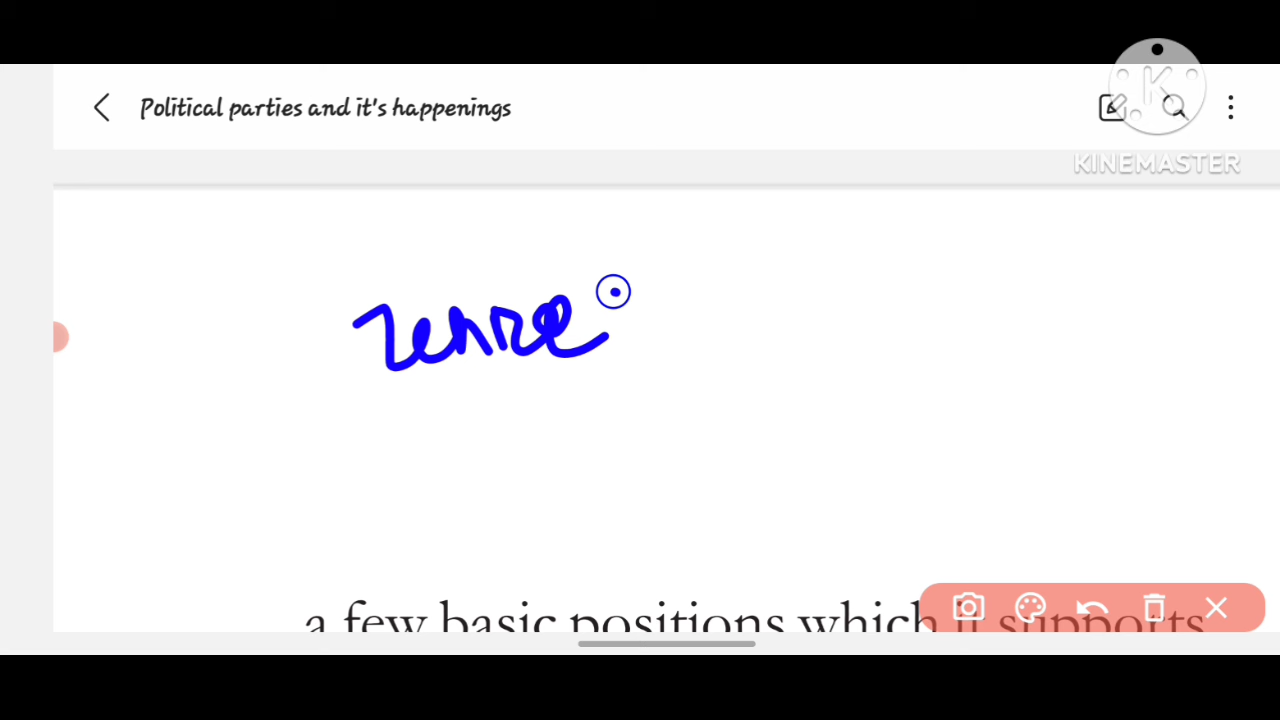 Political parties and it's happenings
KINEMASTER
a few basic positions which it supports